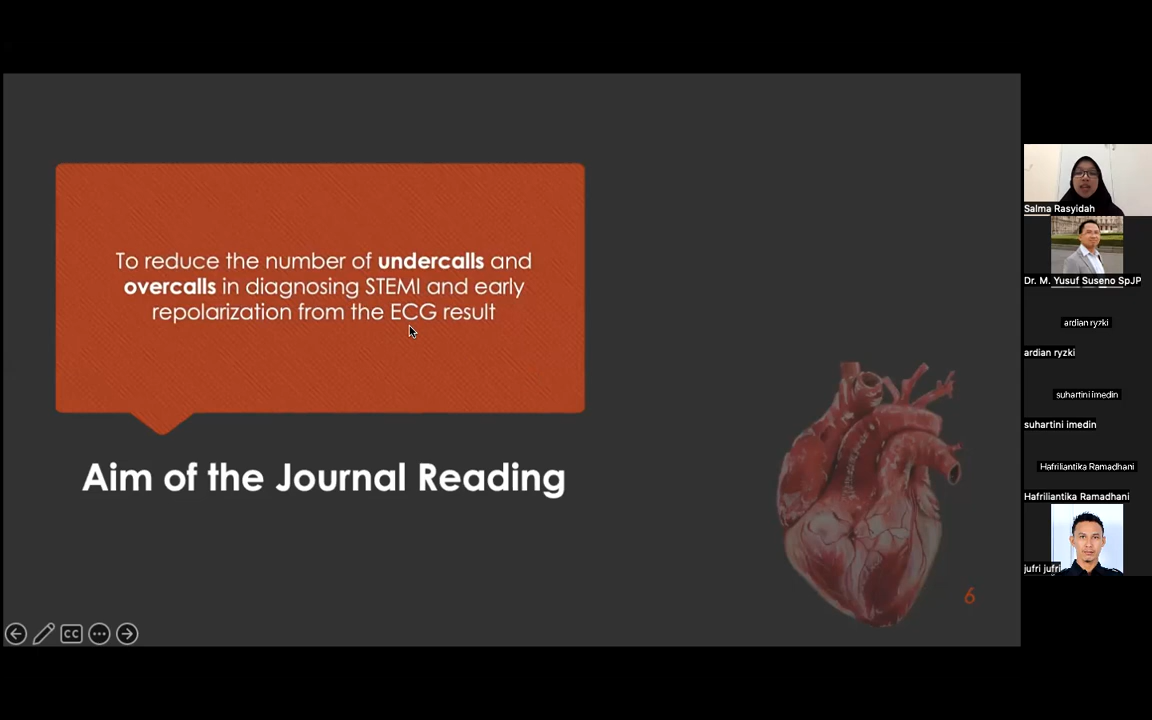 To reduce the number of undercalls and
overcalls in diagnosing STEMI and early
repolarization from the ECG result
Aim of the Journal Reading
6
CC
Salma Rasyidah
Dr. M. Yusuf Suseno SpJP
ardian ryzki
ardian ryzki
suhartini imedin
suhartini imedin
Hafriliantika Ramadhani
Hafriliantika Ramadhani
jufri jufri